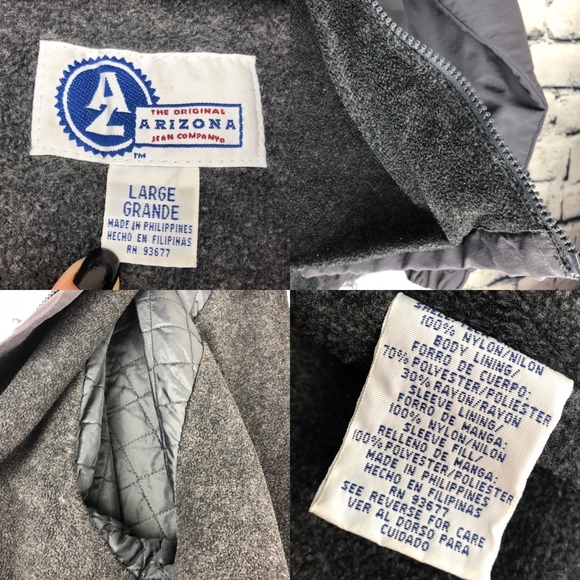 AZ
THE ORIGINAL
ARIZONA
JEAN COMPANY®
TM
LARGE
GRANDE
MADE IN PHILIPPINES
HECHO EN FILIPINAS
RN 93677
100% NYLON/NILON
BODY LINING/
FORRO DE CUERPO:
70% POLYESTER/POLIESTER
30% RAYON/RAYON
SLEEVE LINING/
FORRO DE MANGA:
100% NYLON/NILON
SLEEVE FILL/
RELLENO DE MANGA:
100% POLYESTER/POLIESTER
MADE IN PHILIPPINES
HECHO EN FILIPINAS
RN 93677
SEE REVERSE FOR CARE
VER AL DORSO PARA
CUIDADO